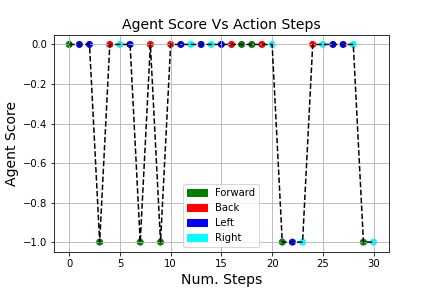 Agent Score Vs Action Steps
Agent Score
0.0
−0.2
−0.4
−0.6
−0.8
−1.0
Forward
Back
Left
Right
0 5 10 15 20 25 30
Num. Steps